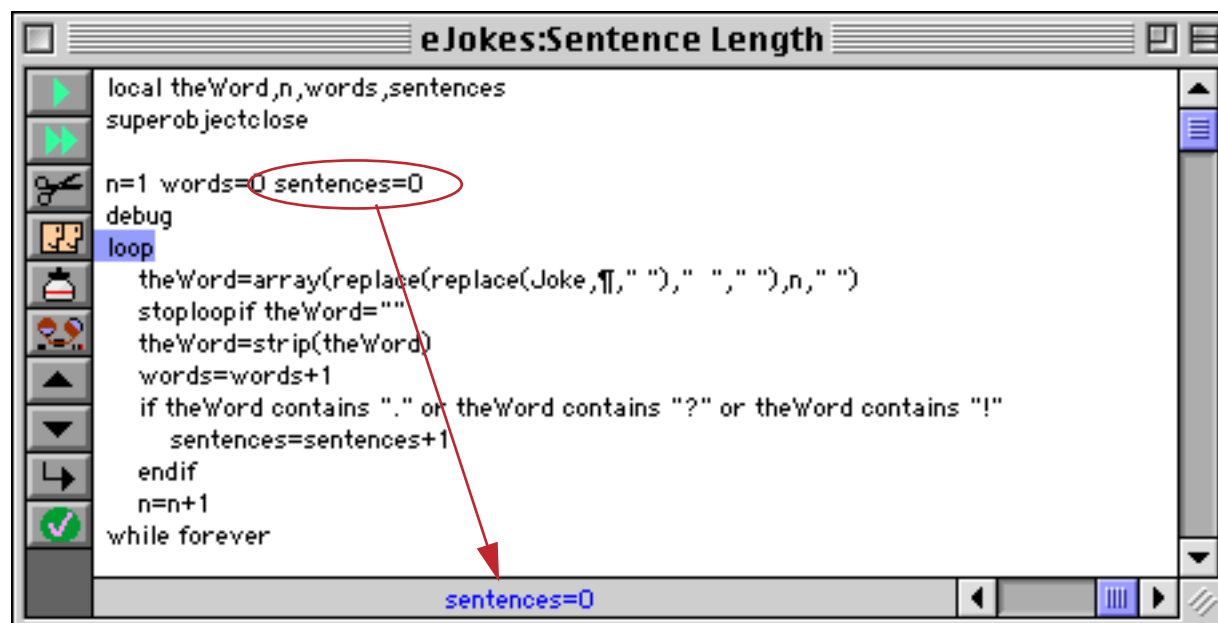 eJokes:Sentence Length
local theWord,n,words,sentences
superobjectclose
n=1 words=0 sentences=0
debug
loop
theWord=array(replace(replace(Joke,¶," "),"  "," "),n," ")
stoploopif theWord=""
theWord=strip(theWord)
words=words+1
if theWord contains "." or theWord contains "?" or theWord contains "!"
sentences=sentences+1
endif
n=n+1
while forever
sentences=0